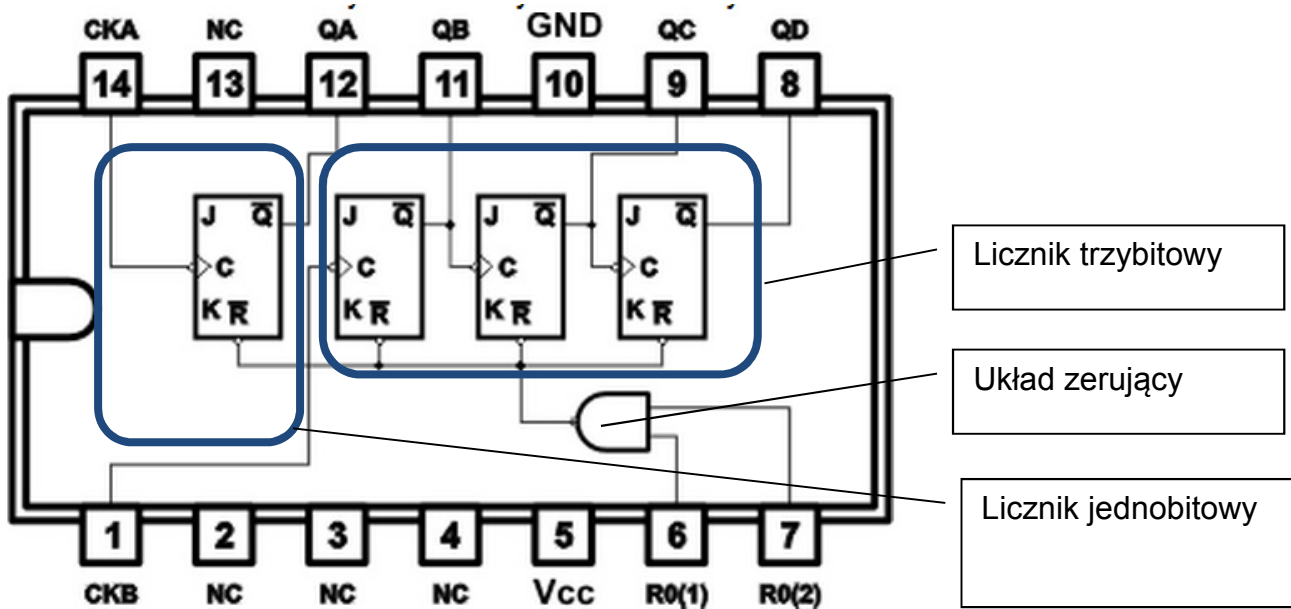 CKA NC QA QB GND QC QD
14 13 12 11 10 9 8
J Q̅ J Q̅ J Q̅ J Q̅
C C C C
K R̅ K R̅ K R̅ K R̅
Licznik trzybitowy
Układ zerujący
Licznik jednobitowy
1 2 3 4 5 6 7
CKB NC NC NC Vcc R0(1) R0(2)